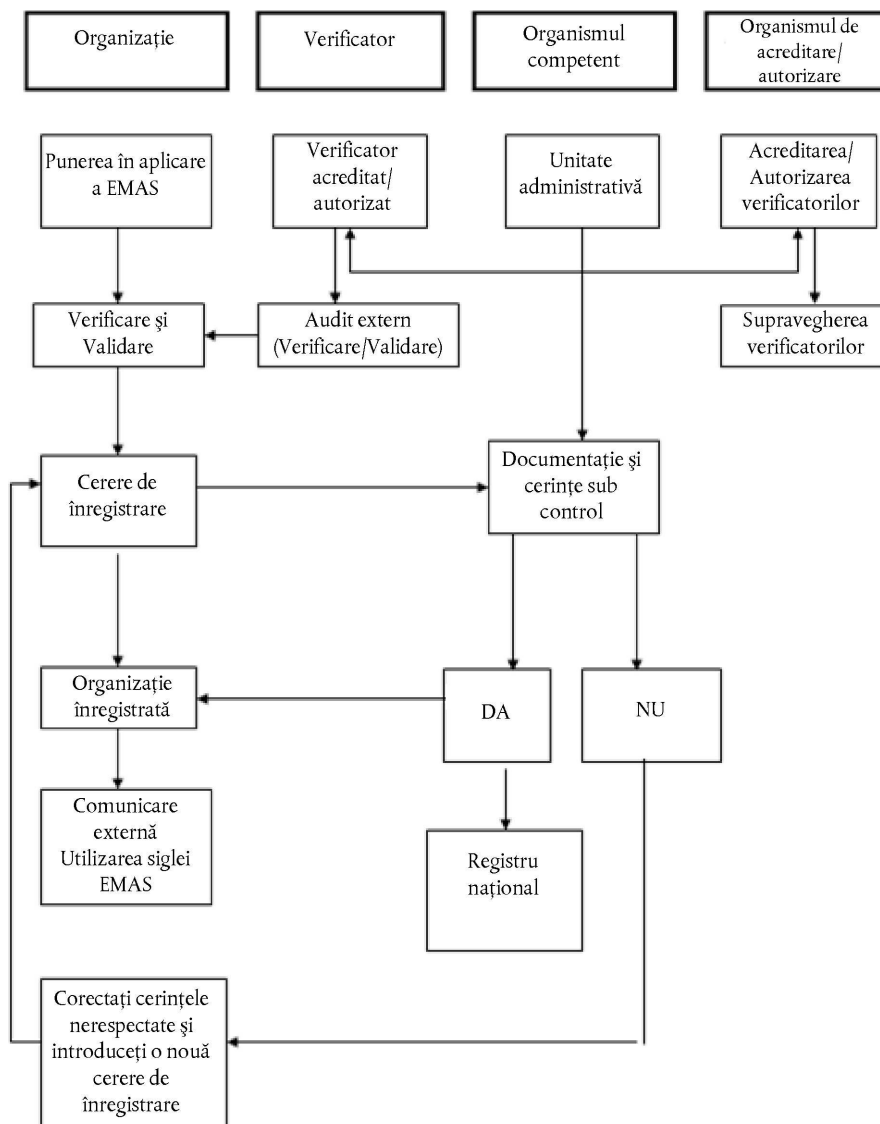 Organizație
Verificator
Organismul
competent
Organismul de
acreditare/
autorizare
Punerea în aplicare
a EMAS
Verificator
acreditat/
autorizat
Unitate
administrativă
Acreditarea/
Autorizarea
verificatorilor
Verificare şi
Validare
Audit extern
(Verificare/Validare)
Supravegherea
verificatorilor
Cerere de
înregistrare
Documentație şi
cerințe sub
control
Organizație
înregistrată
DA
NU
Comunicare
externă
Utilizarea siglei
EMAS
Registru
național
Corectați cerințele
nerespectate şi
introduceți o nouă
cerere de
înregistrare